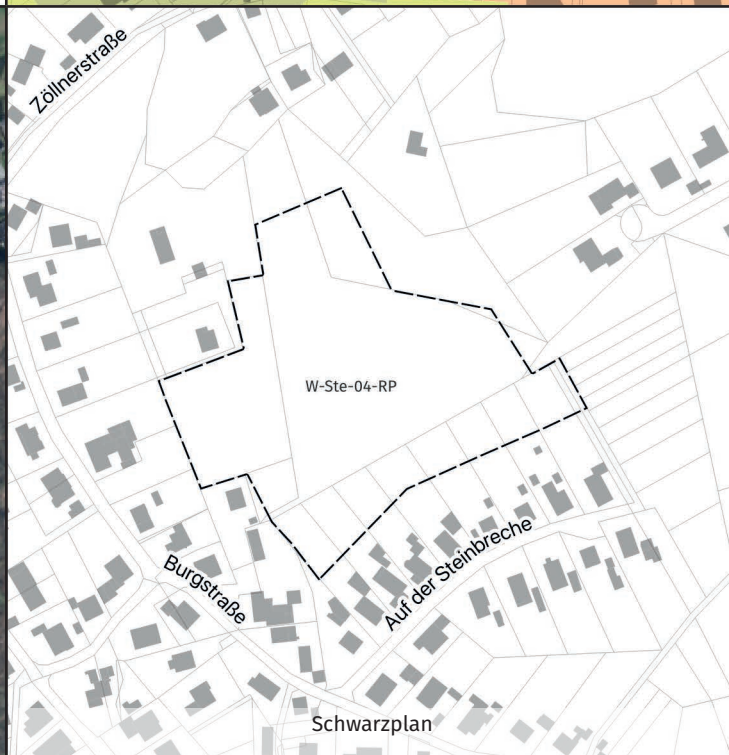 Zöllnerstraße
W-Ste-04-RP
Auf der Steinbreche
Burgstraße
Schwarzplan